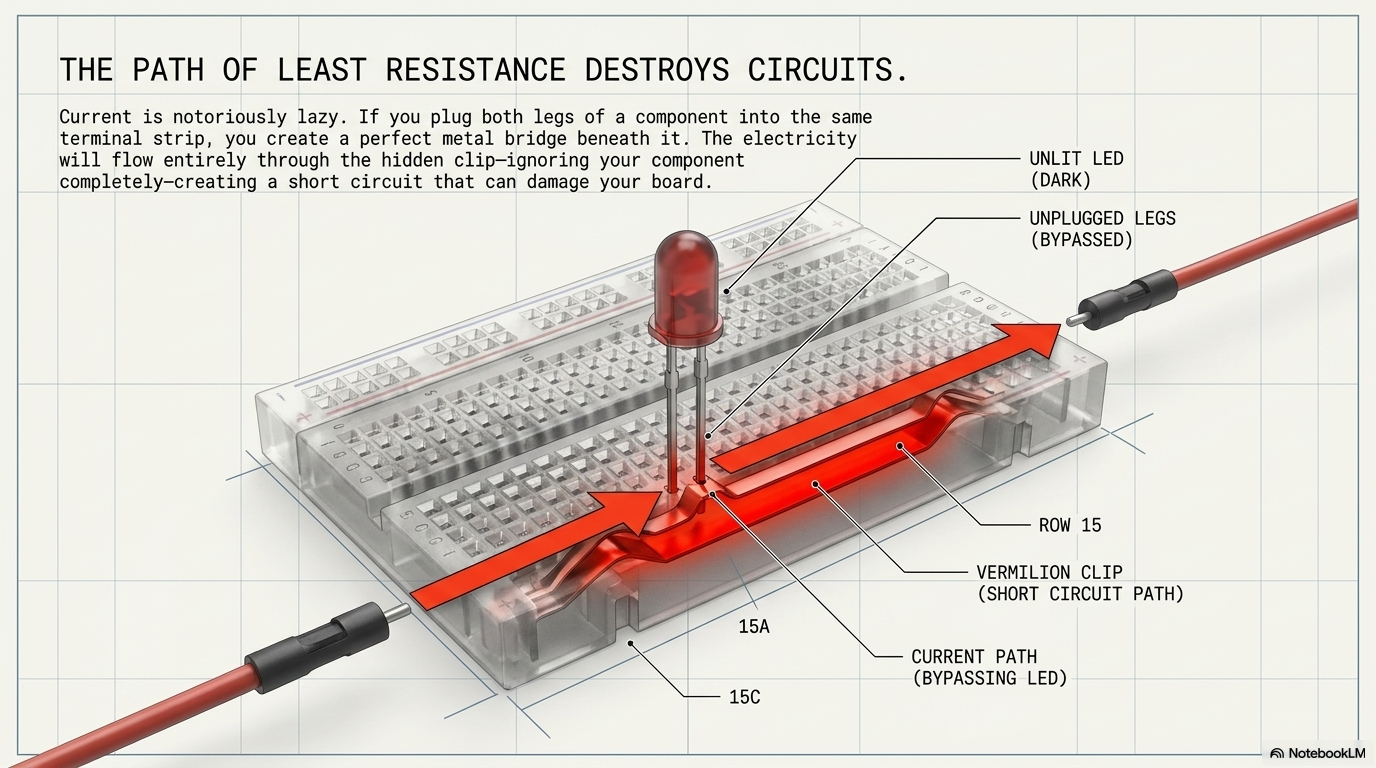 THE PATH OF LEAST RESISTANCE DESTROYS CIRCUITS.
Current is notoriously lazy. If you plug both legs of a component into the same
terminal strip, you create a perfect metal bridge beneath it. The electricity
will flow entirely through the hidden clip—ignoring your component
completely—creating a short circuit that can damage your board.
UNLIT LED
(DARK)
UNPLUGGED LEGS
(BYPASSED)
ROW 15
VERMILION CLIP
(SHORT CIRCUIT PATH)
15A
CURRENT PATH
(BYPASSING LED)
15C
NotebookLM